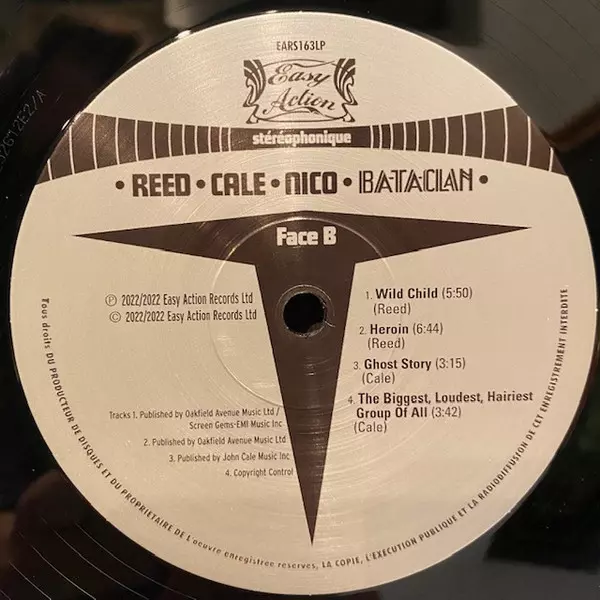 EARS163LP
Easy
Action
stéréophonique
• REED • CALE • NICO • BATACLAN •
Face B
℗ 2022/2022 Easy Action Records Ltd
© 2022/2022 Easy Action Records Ltd
1. Wild Child (5:50)
(Reed)
2. Heroin (6:44)
(Reed)
3. Ghost Story (3:15)
(Cale)
4. The Biggest, Loudest, Hairiest
Group Of All (3:42)
(Cale)
Tracks 1. Published by Oakfield Avenue Music Ltd /
Screen Gems-EMI Music Inc
2. Published by Oakfield Avenue Music Ltd
3. Published by John Cale Music Inc
4. Copyright Control
Tous droits DU PRODUCTEUR DE DISQUES ET DU PROPRIETAIRE DE L'oeuvre enregistrée reserves, LA COPIE, L'EXECUTION PUBLIQUE ET LA RADIODIFFUSION DE CET ENREGISTREMENT INTERDITE